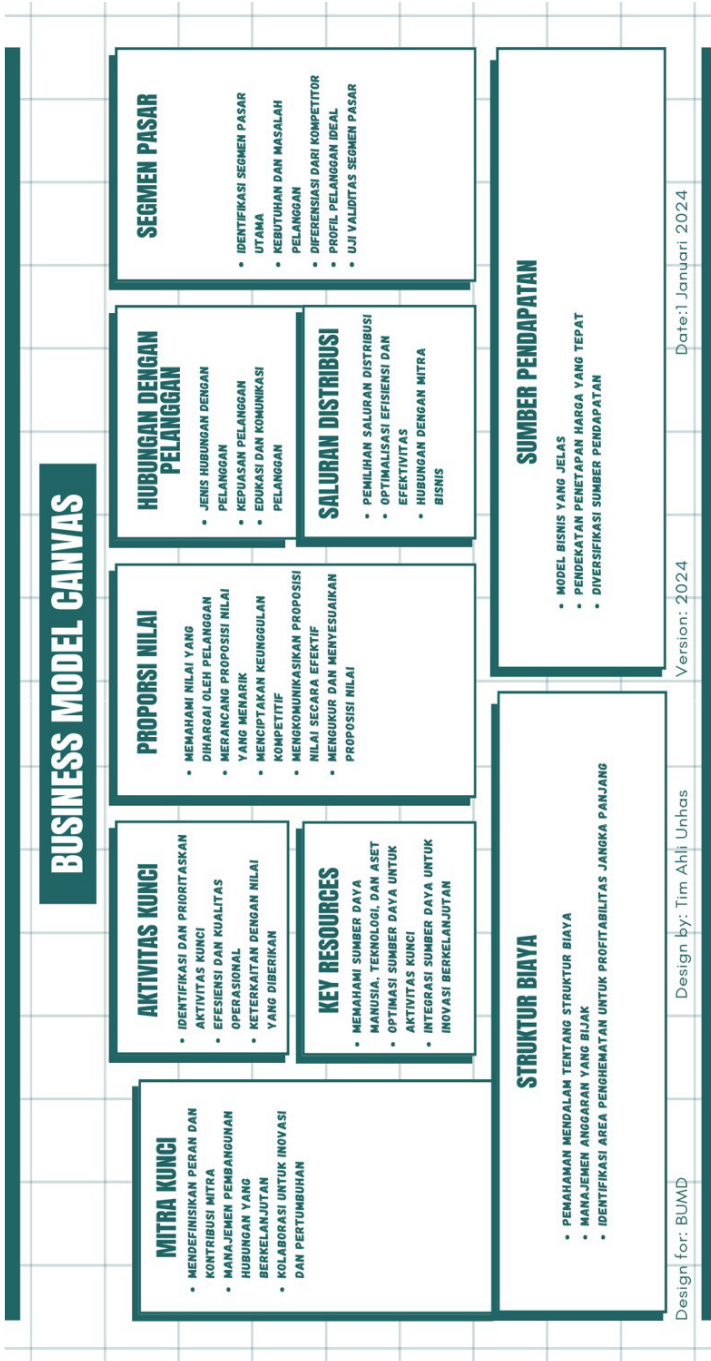 BUSINESS MODEL CANVAS
MITRA KUNCI
• MENDEFINISIKAN PERAN DAN
KONTRIBUSI MITRA
• MANAJEMEN PEMBANGUNAN
HUBUNGAN YANG
BERKELANJUTAN
• KOLABORASI UNTUK INOVASI
DAN PERTUMBUHAN
AKTIVITAS KUNCI
• IDENTIFIKASI DAN PRIORITASKAN
AKTIVITAS KUNCI
• EFESIENSI DAN KUALITAS
OPERASIONAL
• KETERKAITAN DENGAN NILAI
YANG DIBERIKAN
KEY RESOURCES
• MEMAHAMI SUMBER DAYA
MANUSIA, TEKNOLOGI, DAN ASET
• OPTIMASI SUMBER DAYA UNTUK
AKTIVITAS KUNCI
• INTEGRASI SUMBER DAYA UNTUK
INOVASI BERKELANJUTAN
PROPORSI NILAI
• MEMAHAMI NILAI YANG
DIHARGAI OLEH PELANGGAN
• MERANCANG PROPOSISI NILAI
YANG MENARIK
• MENCIPTAKAN KEUNGGULAN
KOMPETITIF
• MENGKOMUNIKASIKAN PROPOSISI
NILAI SECARA EFEKTIF
• MENGUKUR DAN MENYESUAIKAN
PROPOSISI NILAI
HUBUNGAN DENGAN
PELANGGAN
• JENIS HUBUNGAN DENGAN
PELANGGAN
• KEPUASAN PELANGGAN
• EDUKASI DAN KOMUNIKASI
PELANGGAN
SALURAN DISTRIBUSI
• PEMILIHAN SALURAN DISTRIBUSI
• OPTIMALISASI EFISIENSI DAN
EFEKTIVITAS
• HUBUNGAN DENGAN MITRA
BISNIS
SEGMEN PASAR
• IDENTIFIKASI SEGMEN PASAR
UTAMA
• KEBUTUHAN DAN MASALAH
PELANGGAN
• DIFERENSIASI DARI KOMPETITOR
• PROFIL PELANGGAN IDEAL
• UJI VALIDITAS SEGMEN PASAR
STRUKTUR BIAYA
• PEMAHAMAN MENDALAM TENTANG STRUKTUR BIAYA
• MANAJEMEN ANGGARAN YANG BIJAK
• IDENTIFIKASI AREA PENGHEMATAN UNTUK PROFITABILITAS JANGKA PANJANG
SUMBER PENDAPATAN
• MODEL BISNIS YANG JELAS
• PENDEKATAN PENETAPAN HARGA YANG TEPAT
• DIVERSIFIKASI SUMBER PENDAPATAN
Design for: BUMD
Design by: Tim Ahli Unhas
Version: 2024
Date:1 Januari 2024